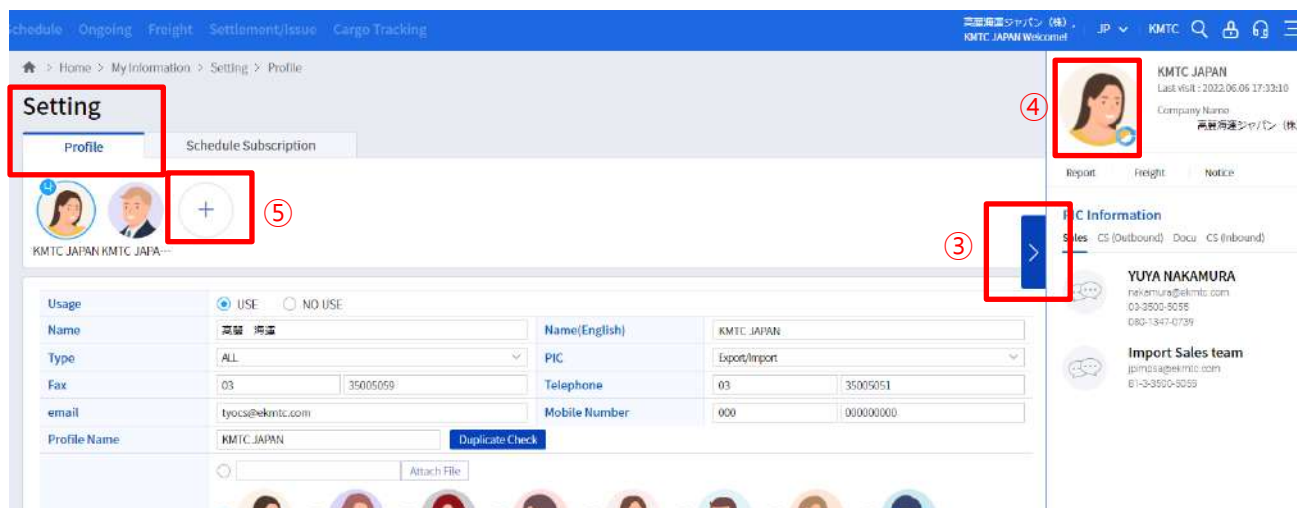 Schedule Ongoing Freight Settlement/Issue Cargo Tracking
高麗海運ジャパン (株) .
KMTC JAPAN Welcome!
JP KMTC
> Home > My Information > Setting > Profile
Setting
Profile Schedule Subscription
⑤
KMTC JAPAN KMTC JAPA...
③
④
KMTC JAPAN
Last visit : 2022.06.06 17:33:10
Company Name
高麗海運ジャパン (株
Report Freight Notice
PIC Information
Sales CS (Outbound) Docu CS (Inbound)
YUYA NAKAMURA
nakamura@ekmtc.com
03-3500-5055
080-1347-0739
Import Sales team
jpimpsa@ekmtc.com
81-3-3500-5055
Usage USE NO USE
Name 高麗 海運 Name(English) KMTC JAPAN
Type ALL PIC Export/Import
Fax 03 35005059 Telephone 03 35005051
email tyocs@ekmtc.com Mobile Number 000 000000000
Profile Name KMTC JAPAN Duplicate Check
Attach File